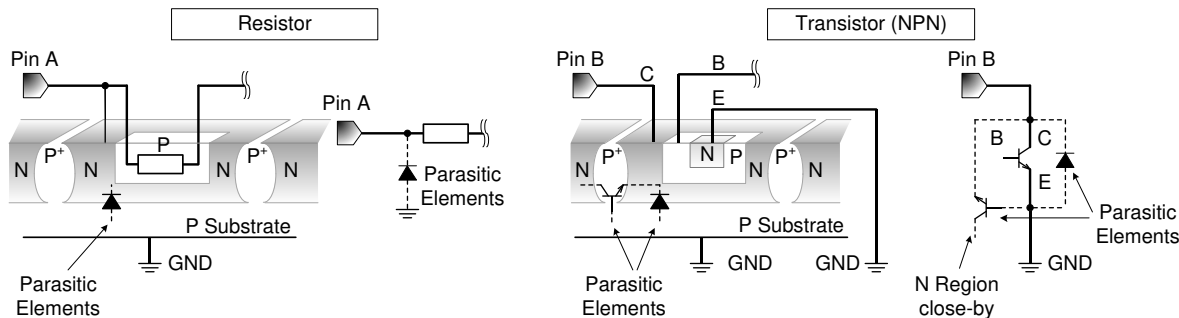 Resistor
Transistor (NPN)
Pin A
Pin A
N
P+
N
P
N
P+
N
Parasitic
Elements
P Substrate
GND
Parasitic
Elements
Pin B
C
B
E
N
P+
N
N
P
N
P+
N
P Substrate
GND
GND
Parasitic
Elements
Pin B
B
C
E
Parasitic
Elements
GND
N Region
close-by